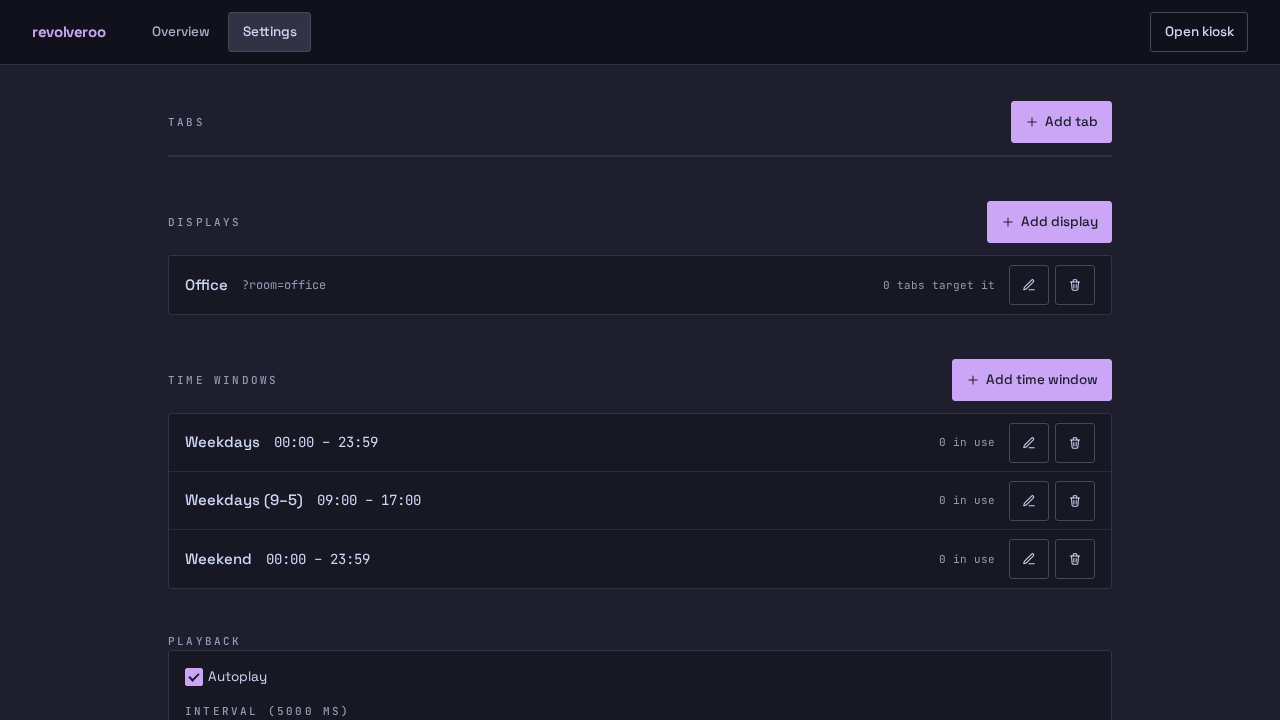 revolveroo
Overview
Settings
Open kiosk
TABS
+ Add tab
DISPLAYS
+ Add display
Office ?room=office 0 tabs target it
TIME WINDOWS
+ Add time window
Weekdays 00:00 – 23:59 0 in use
Weekdays (9–5) 09:00 – 17:00 0 in use
Weekend 00:00 – 23:59 0 in use
PLAYBACK
Autoplay
INTERVAL (5000 MS)